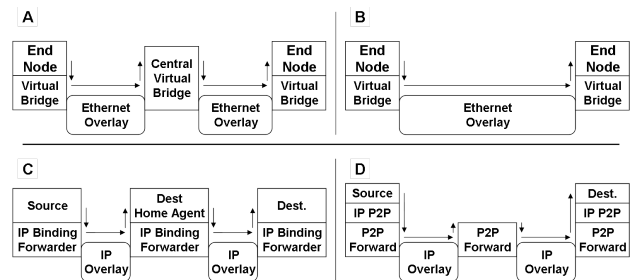 A
End
Node
Virtual
Bridge
Ethernet
Overlay
Central
Virtual
Bridge
Ethernet
Overlay
End
Node
Virtual
Bridge
B
End
Node
Virtual
Bridge
Ethernet
Overlay
End
Node
Virtual
Bridge
C
Source
IP Binding
Forwarder
IP
Overlay
Dest
Home Agent
IP Binding
Forwarder
IP
Overlay
Dest.
IP Binding
Forwarder
D
Source
IP P2P
P2P
Forward
IP
Overlay
P2P
Forward
IP
Overlay
Dest.
IP P2P
P2P
Forward